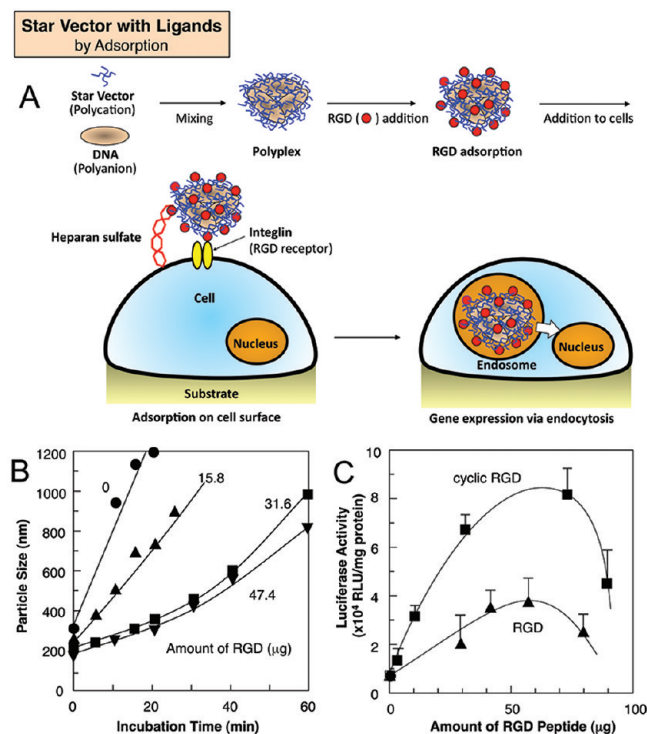 Star Vector with Ligands
by Adsorption
A
Star Vector
(Polycation)
DNA
(Polyanion)
Mixing
Polyplex
RGD ( ) addition
RGD adsorption
Addition to cells
Heparan sulfate
Integlin
(RGD receptor)
Cell
Nucleus
Substrate
Adsorption on cell surface
Endosome
Nucleus
Gene expression via endocytosis
B
Particle Size
(nm)
1200
1000
800
600
400
200
0
0
15.8
31.6
47.4
Amount of RGD (μg)
0
20
40
60
Incubation Time (min)
C
Luciferase Activity
(x10⁴ RLU/mg protein)
10
8
6
4
2
0
cyclic RGD
RGD
0
50
100
Amount of RGD Peptide (μg)